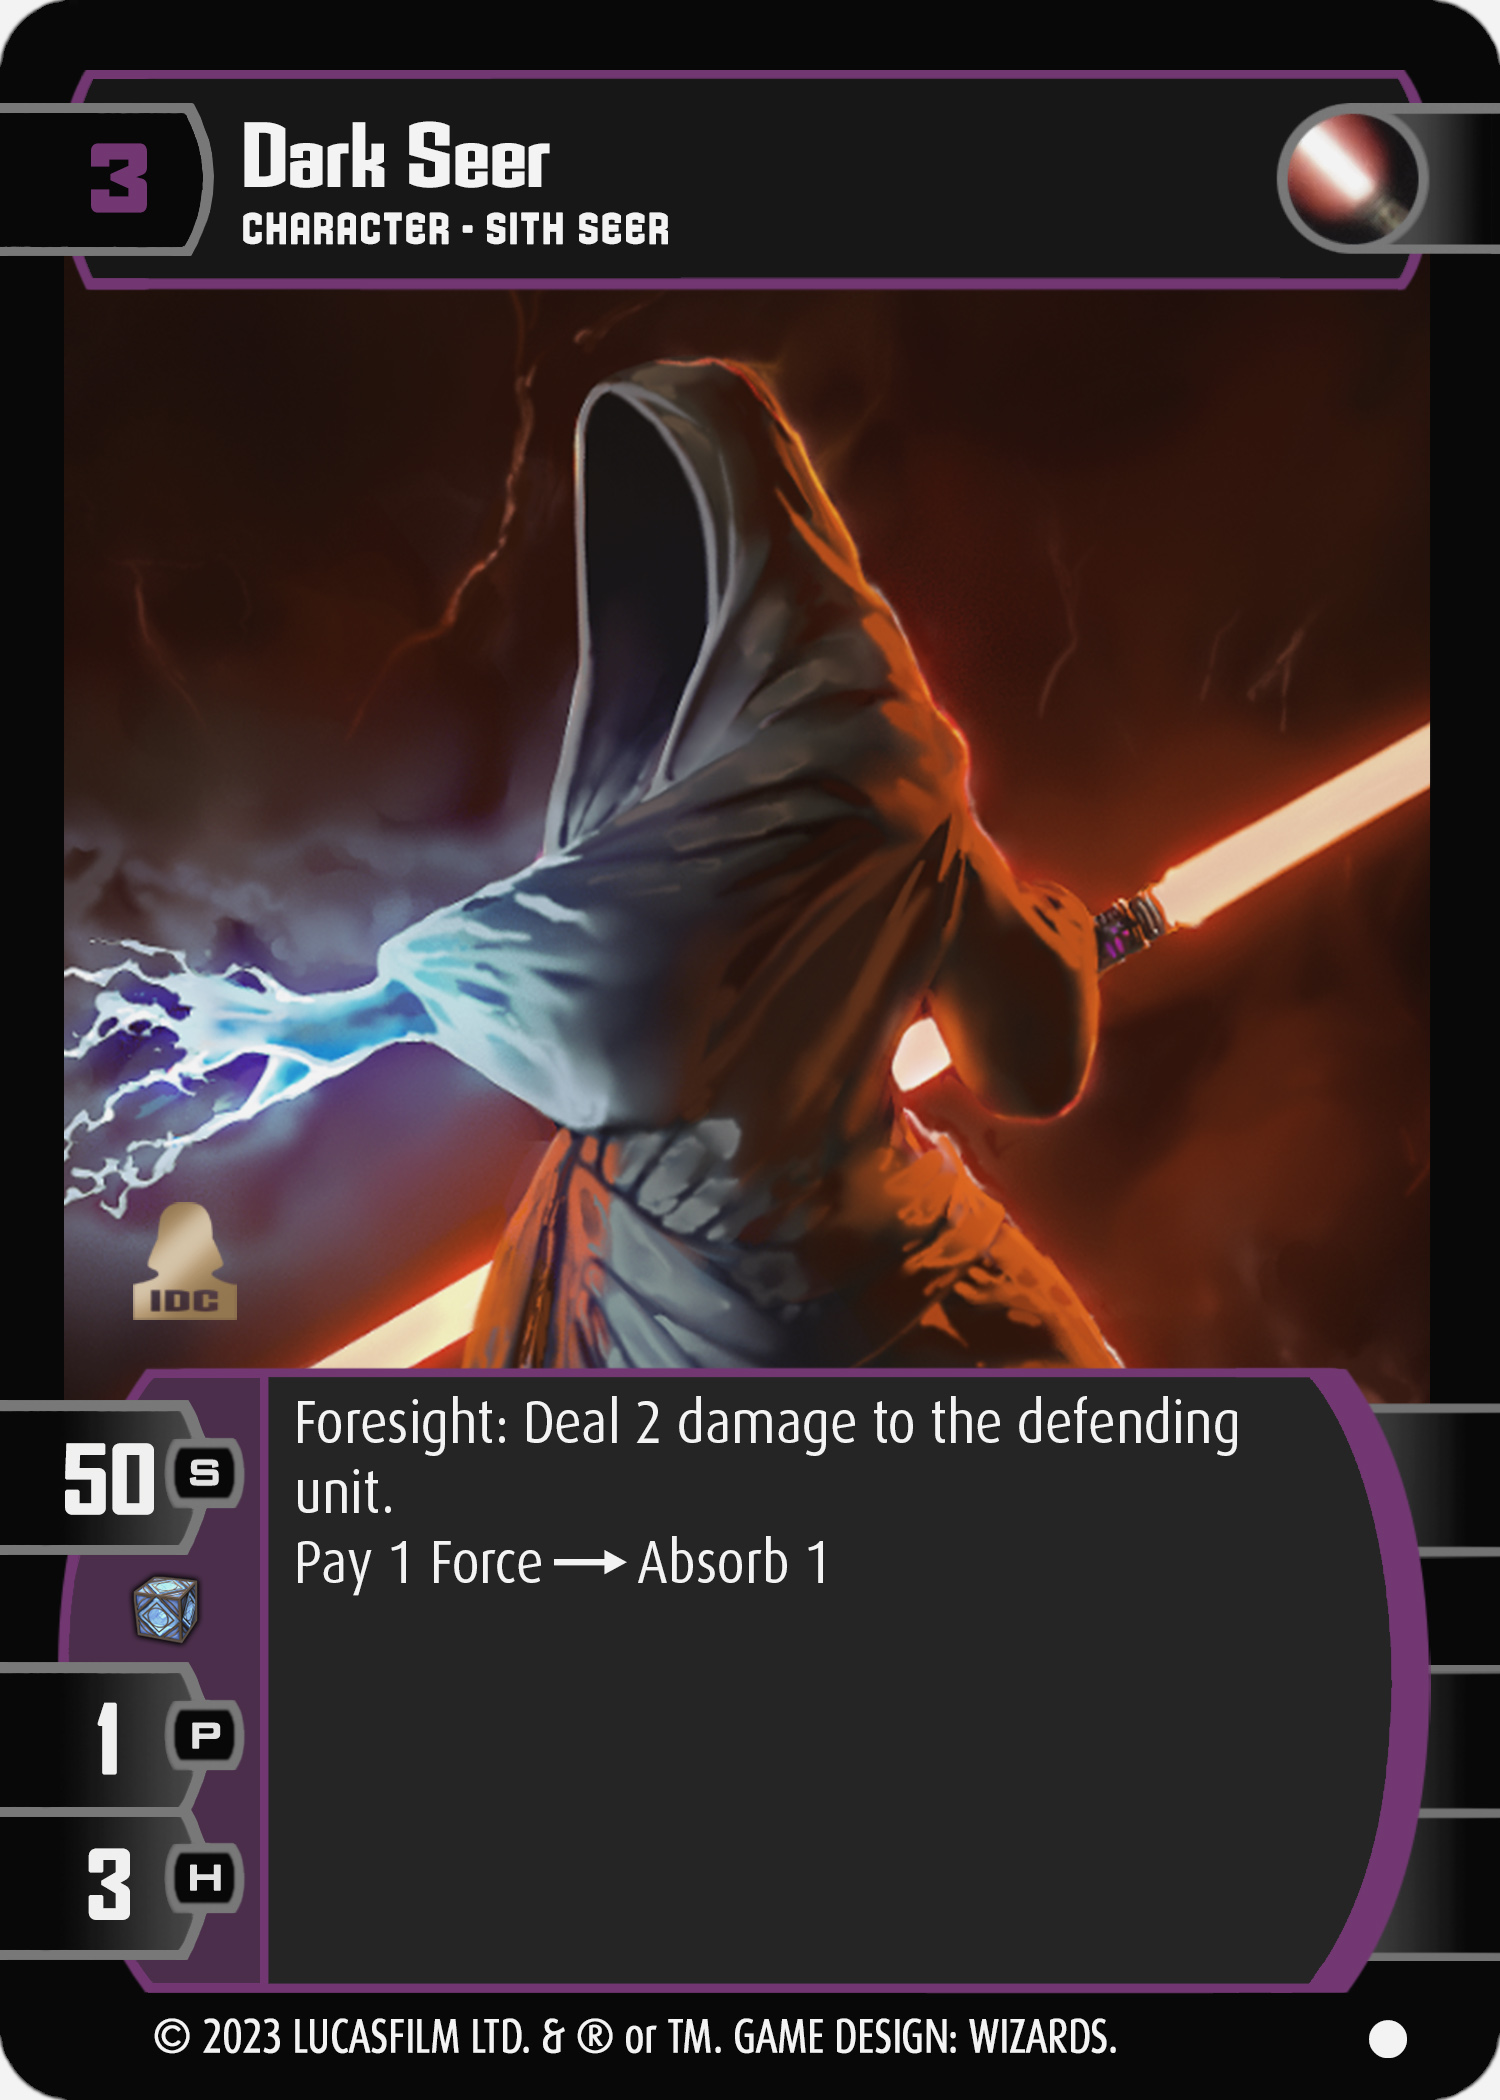 3
Dark Seer
CHARACTER - SITH SEER
IDC
50 S
Foresight: Deal 2 damage to the defending
unit.
Pay 1 Force → Absorb 1
1 P
3 H
© 2023 LUCASFILM LTD. & ® or TM. GAME DESIGN: WIZARDS.